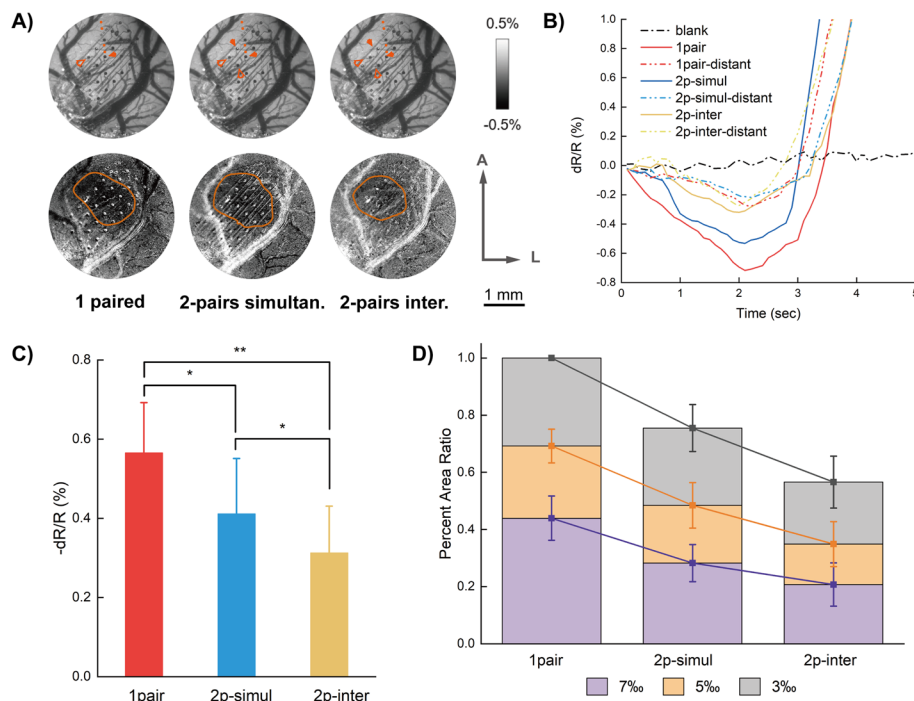 A)
0.5%
-0.5%
A
L
1 paired
2-pairs simultan.
2-pairs inter.
1 mm
B)
blank
1pair
1pair-distant
2p-simul
2p-simul-distant
2p-inter
2p-inter-distant
dR/R (%)
1.0
0.8
0.6
0.4
0.2
0.0
-0.2
-0.4
-0.6
-0.8
0
1
2
3
4
5
Time (sec)
C)
-dR/R (%)
0.8
0.6
0.4
0.2
0.0
**
*
*
1pair
2p-simul
2p-inter
D)
Percent Area Ratio
1.0
0.8
0.6
0.4
0.2
0.0
1pair
2p-simul
2p-inter
7‰
5‰
3‰